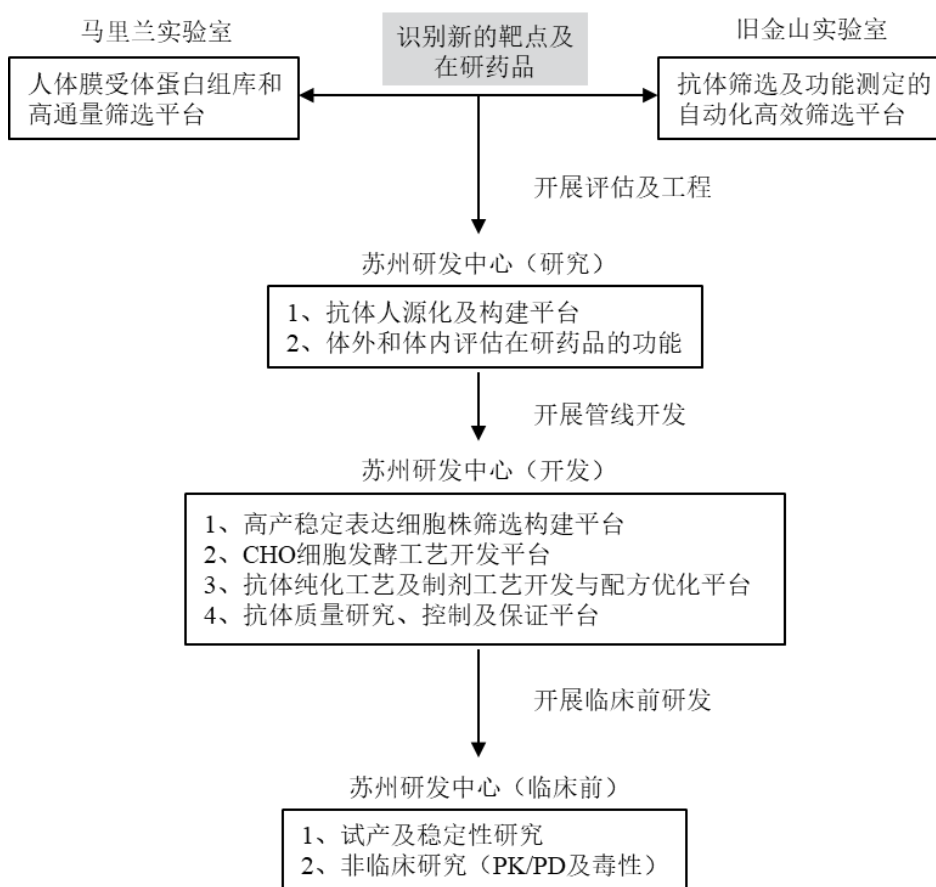 马里兰实验室
识别新的靶点及
在研药品
旧金山实验室
人体膜受体蛋白组库和
高通量筛选平台
抗体筛选及功能测定的
自动化高效筛选平台
开展评估及工程
苏州研发中心（研究）
1、抗体人源化及构建平台
2、体外和体内评估在研药品的功能
开展管线开发
苏州研发中心（开发）
1、高产稳定表达细胞株筛选构建平台
2、CHO细胞发酵工艺开发平台
3、抗体纯化工艺及制剂工艺开发与配方优化平台
4、抗体质量研究、控制及保证平台
开展临床前研发
苏州研发中心（临床前）
1、试产及稳定性研究
2、非临床研究（PK/PD及毒性）